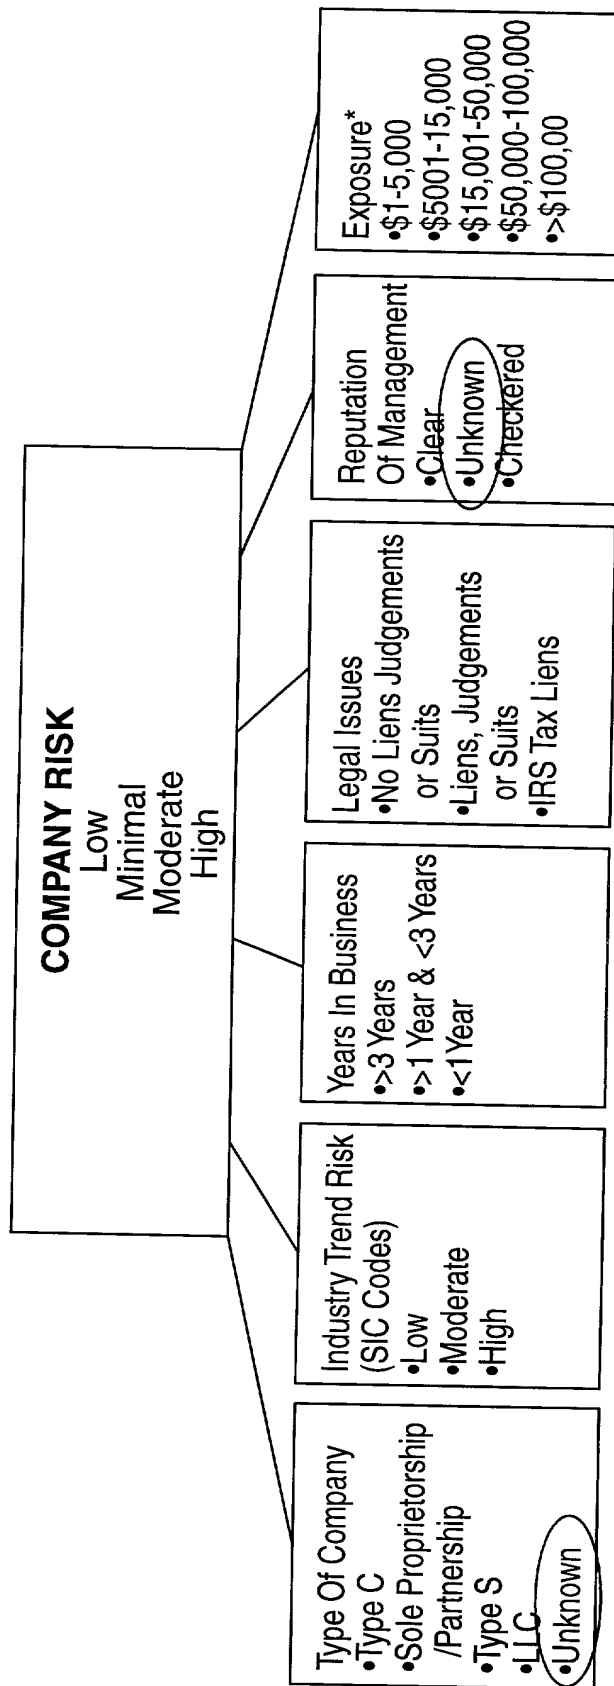 COMPANY RISK
Low
Minimal
Moderate
High
Type Of Company
•Type C
•Sole Proprietorship
/Partnership
•Type S
•LLC
•Unknown
Industry Trend Risk
(SIC Codes)
•Low
•Moderate
•High
Years In Business
•>3 Years
•>1 Year & <3 Years
•<1Year
Legal Issues
•No Liens Judgements
or Suits
•Liens, Judgements
or Suits
•IRS Tax Liens
Reputation
Of Management
•Clear
•Unknown
•Checkered
Exposure*
•$1-5,000
•$5001-15,000
•$15,001-50,000
•$50,000-100,000
•>$100,00